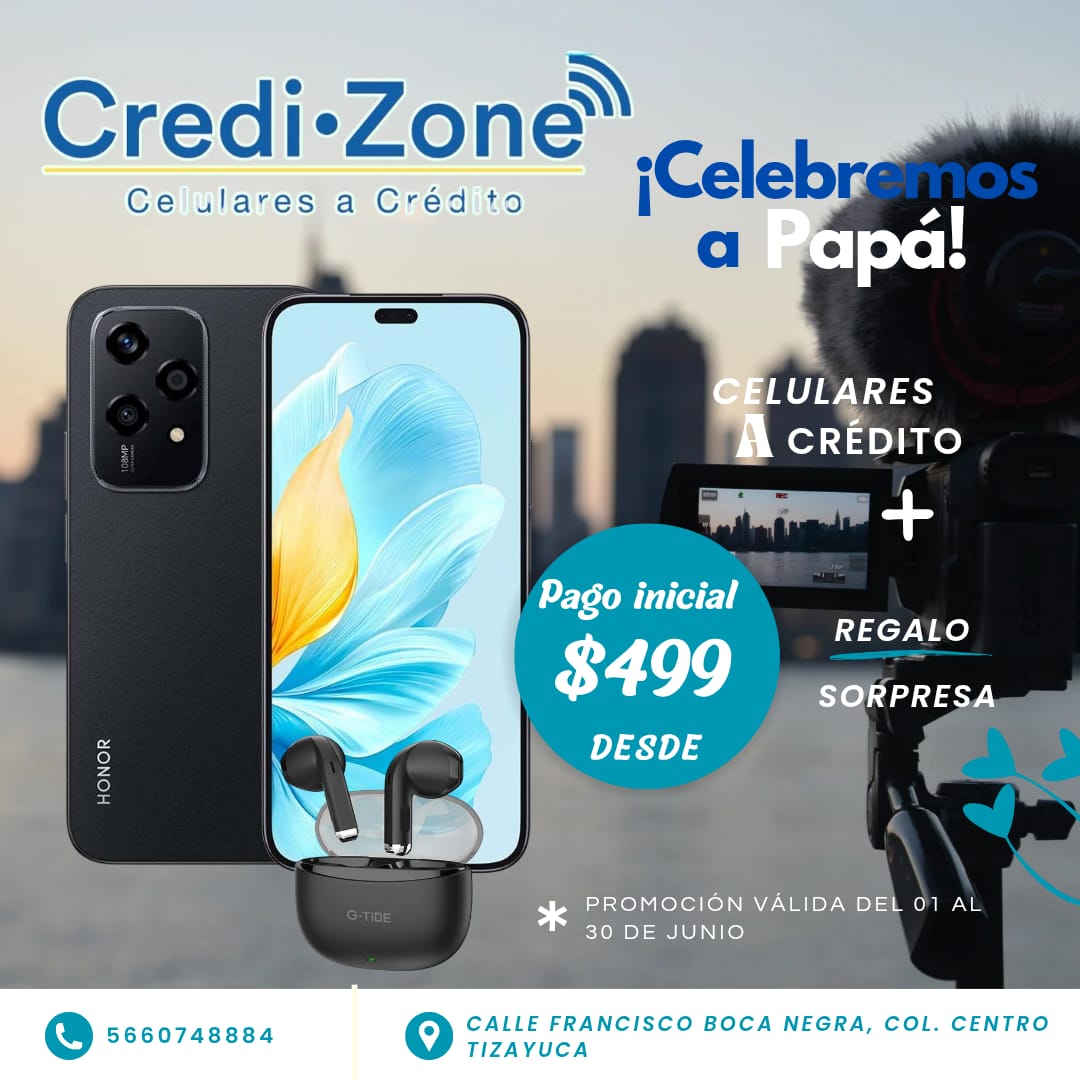 Credi•Zone
Celulares a Crédito
¡Celebremos
a Papá!
CELULARES
A CRÉDITO
+
REGALO
SORPRESA
Pago inicial
$499
DESDE
108MP
HONOR
REC
G-TiDE
* PROMOCIÓN VÁLIDA DEL 01 AL
30 DE JUNIO
5660748884
CALLE FRANCISCO BOCA NEGRA, COL. CENTRO
TIZAYUCA